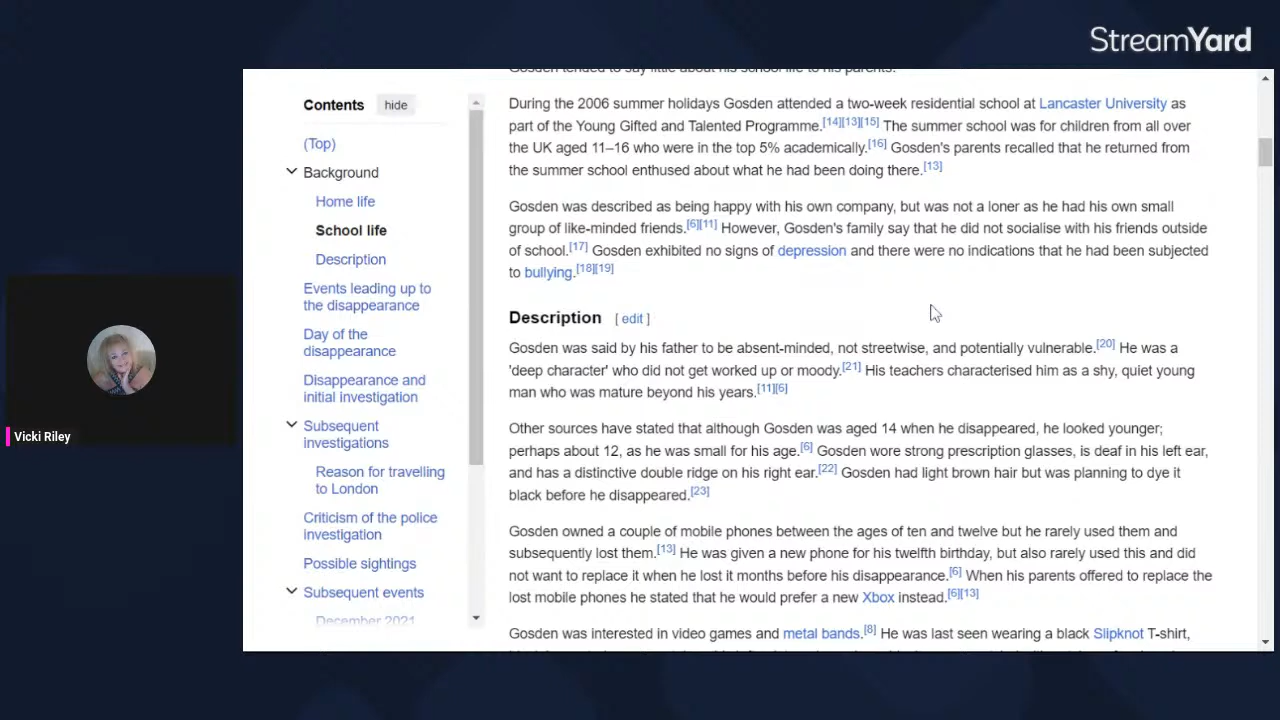 StreamYard
Gosden tended to say little about his school life to his parents.
Contents hide
(Top)
Background
Home life
School life
Description
Events leading up to
the disappearance
Day of the
disappearance
Disappearance and
initial investigation
Subsequent
investigations
Reason for travelling
to London
Criticism of the police
investigation
Possible sightings
Subsequent events
December 2021
During the 2006 summer holidays Gosden attended a two-week residential school at Lancaster University as
part of the Young Gifted and Talented Programme.[14][13][15] The summer school was for children from all over
the UK aged 11–16 who were in the top 5% academically.[16] Gosden's parents recalled that he returned from
the summer school enthused about what he had been doing there.[13]
Gosden was described as being happy with his own company, but was not a loner as he had his own small
group of like-minded friends.[6][11] However, Gosden's family say that he did not socialise with his friends outside
of school.[17] Gosden exhibited no signs of depression and there were no indications that he had been subjected
to bullying.[18][19]
Description [ edit ]
Gosden was said by his father to be absent-minded, not streetwise, and potentially vulnerable.[20] He was a
'deep character' who did not get worked up or moody.[21] His teachers characterised him as a shy, quiet young
man who was mature beyond his years.[11][6]
Other sources have stated that although Gosden was aged 14 when he disappeared, he looked younger;
perhaps about 12, as he was small for his age.[6] Gosden wore strong prescription glasses, is deaf in his left ear,
and has a distinctive double ridge on his right ear.[22] Gosden had light brown hair but was planning to dye it
black before he disappeared.[23]
Gosden owned a couple of mobile phones between the ages of ten and twelve but he rarely used them and
subsequently lost them.[13] He was given a new phone for his twelfth birthday, but also rarely used this and did
not want to replace it when he lost it months before his disappearance.[6] When his parents offered to replace the
lost mobile phones he stated that he would prefer a new Xbox instead.[6][13]
Gosden was interested in video games and metal bands.[8] He was last seen wearing a black Slipknot T-shirt,
Vicki Riley